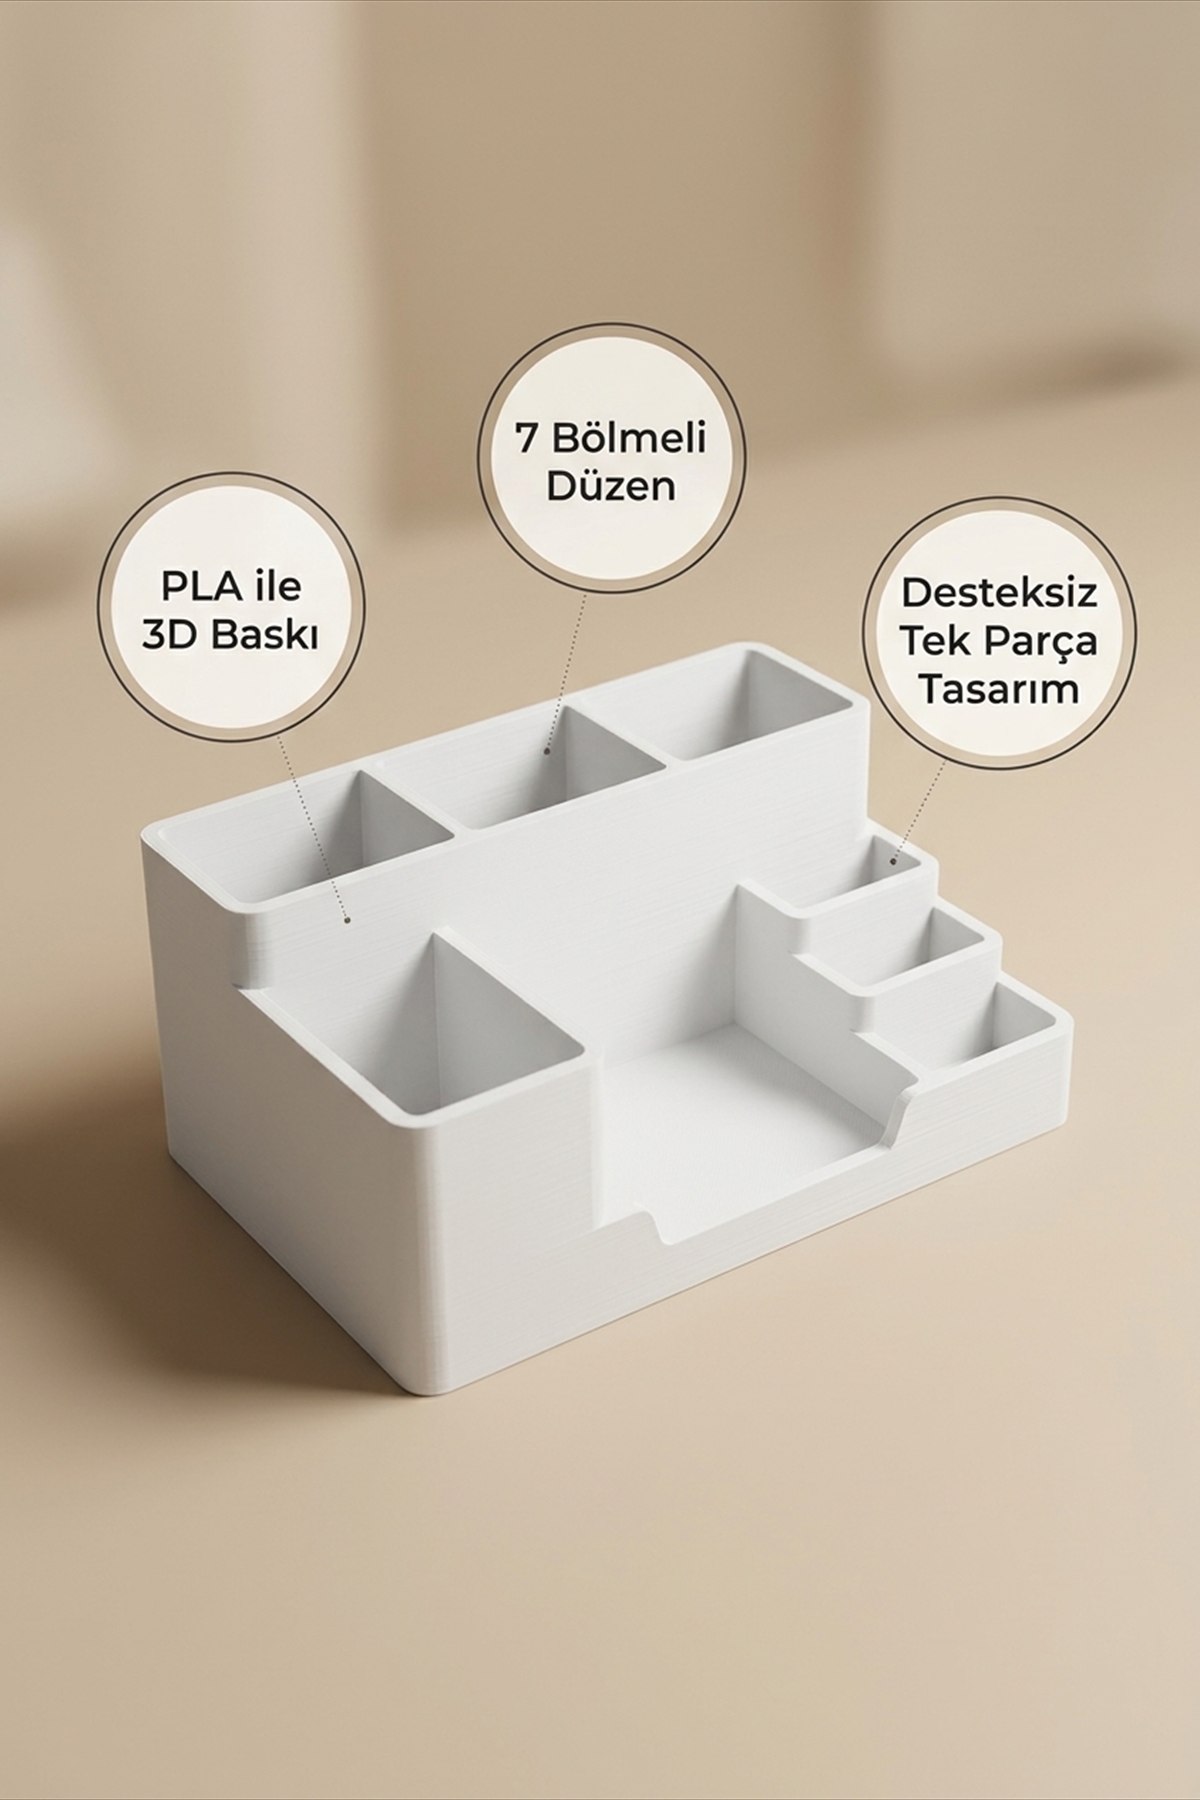 PLA ile
3D Baskı
7 Bölmeli
Düzen
Desteksiz
Tek Parça
Tasarım